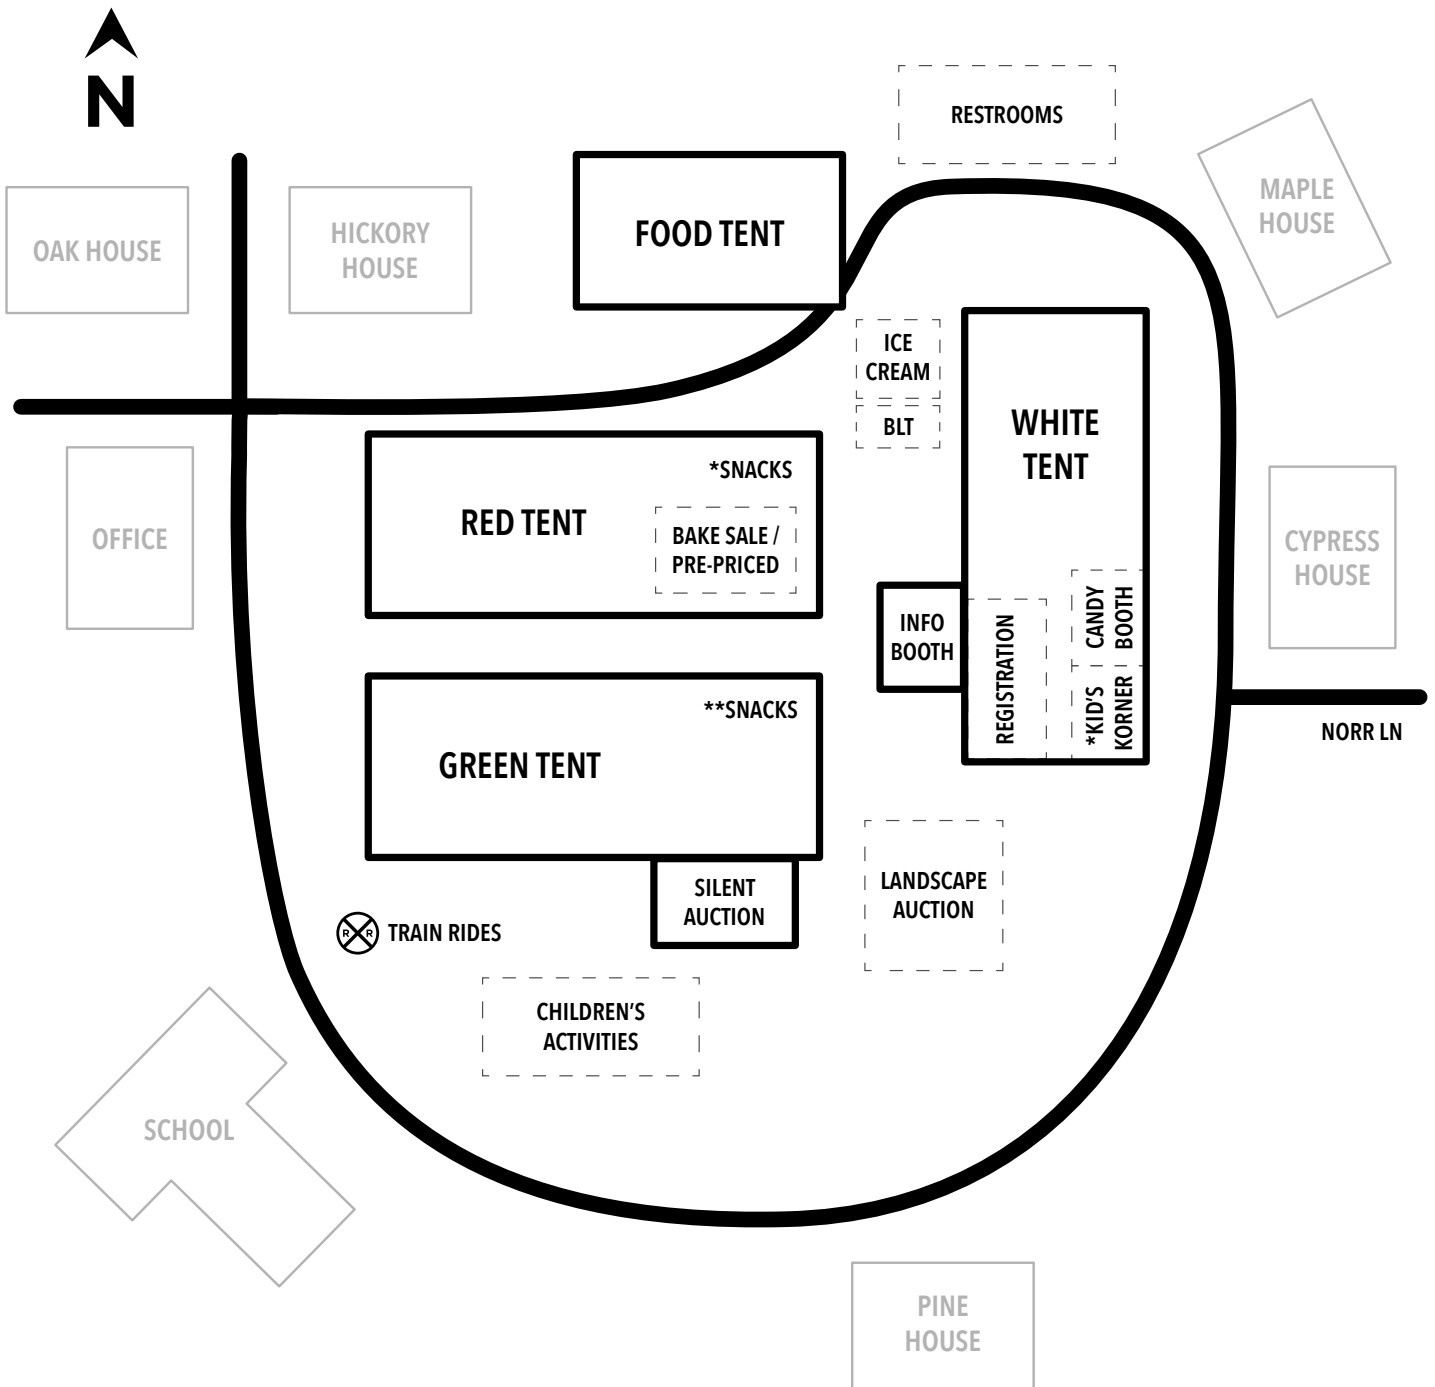 N
RESTROOMS
MAPLE
HOUSE
OAK HOUSE
HICKORY
HOUSE
FOOD TENT
ICE
CREAM
BLT
WHITE
TENT
*SNACKS
RED TENT
BAKE SALE /
PRE-PRICED
OFFICE
CYPRESS
HOUSE
INFO
BOOTH
REGISTRATION
CANDY
BOOTH
*KID'S
KORNER
NORR LN
**SNACKS
GREEN TENT
SILENT
AUCTION
LANDSCAPE
AUCTION
R R
TRAIN RIDES
CHILDREN'S
ACTIVITIES
SCHOOL
PINE
HOUSE